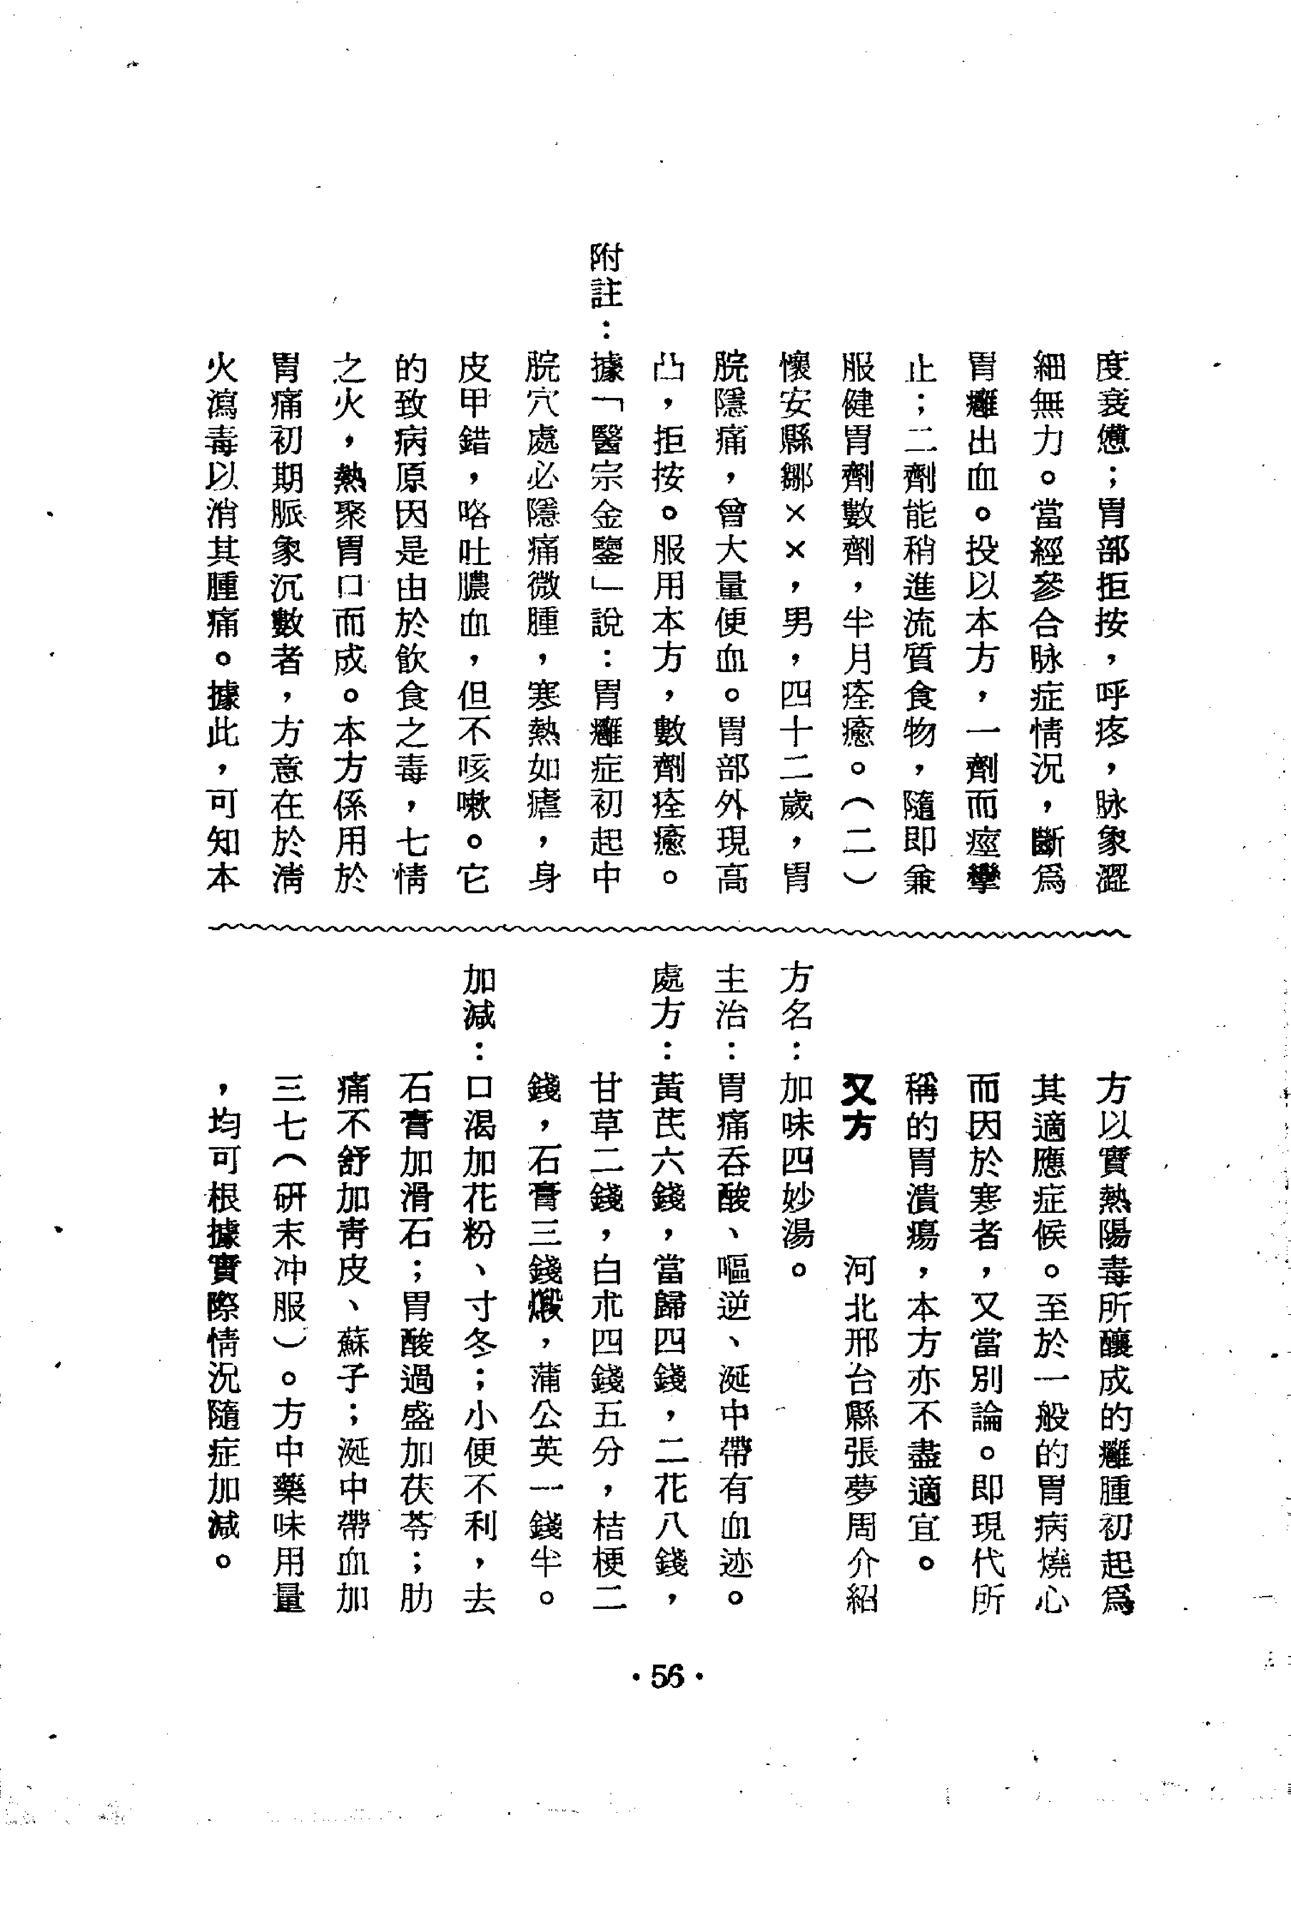 度衰憊；胃部拒按，呼疼，脉象澀
細無力。當經參合脉症情況，斷爲
胃癰出血。投以本方，一劑而痙攣
止；二劑能稍進流質食物，隨即兼
服健胃劑數劑，半月痊癒。（二）
懷安縣鄒××，男，四十二歲，胃
脘隱痛，曾大量便血。胃部外現高
凸，拒按。服用本方，數劑痊癒。
附註：據「醫宗金鑒」說：胃癰症初起中
脘穴處必隱痛微腫，寒熱如瘧，身
皮甲錯，咯吐膿血，但不咳嗽。它
的致病原因是由於飲食之毒，七情
之火，熱聚胃口而成。本方係用於
胃痛初期脈象沉數者，方意在於淸
火瀉毒以消其腫痛。據此，可知本
方以實熱陽毒所釀成的癰腫初起爲
其適應症候。至於一般的胃病燒心
而因於寒者，又當別論。即現代所
稱的胃潰瘍，本方亦不盡適宜。
又方　河北邢台縣張夢周介紹
方名：加味四妙湯。
主治：胃痛吞酸、嘔逆、涎中帶有血迹。
處方：黃芪六錢，當歸四錢，二花八錢，
甘草二錢，白朮四錢五分，桔梗二
錢，石膏三錢煅，蒲公英一錢半。
加減：口渴加花粉、寸冬；小便不利，去
石膏加滑石；胃酸過盛加茯苓；肋
痛不舒加靑皮、蘇子；涎中帶血加
三七（研末冲服）。方中藥味用量
，均可根據實際情況隨症加減。
·56·